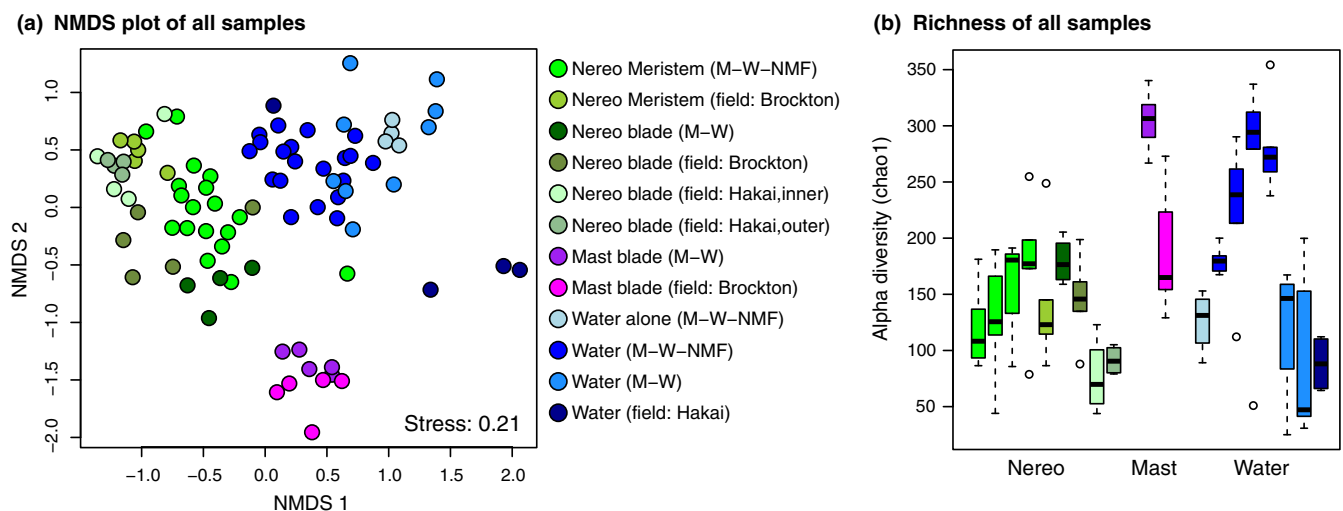 (a) NMDS plot of all samples
NMDS 2
1.0
0.5
0.0
−0.5
−1.0
−1.5
−2.0
−1.0 −0.5 0.0 0.5 1.0 1.5 2.0
NMDS 1
Stress: 0.21
Nereo Meristem (M−W−NMF)
Nereo Meristem (field: Brockton)
Nereo blade (M−W)
Nereo blade (field: Brockton)
Nereo blade (field: Hakai,inner)
Nereo blade (field: Hakai,outer)
Mast blade (M−W)
Mast blade (field: Brockton)
Water alone (M−W−NMF)
Water (M−W−NMF)
Water (M−W)
Water (field: Hakai)
(b) Richness of all samples
Alpha diversity (chao1)
350
300
250
200
150
100
50
Nereo Mast Water